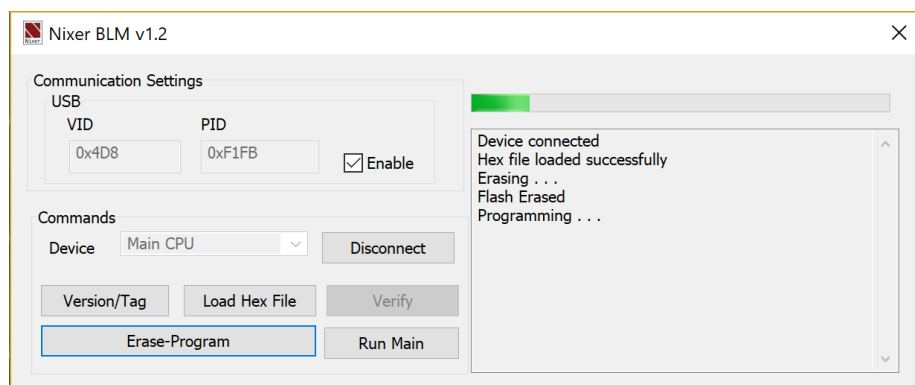 Nixer BLM v1.2
Communication Settings
USB
VID
PID
0x4D8
0xF1FB
Enable
Commands
Device
Main CPU
Disconnect
Version/Tag
Load Hex File
Verify
Erase-Program
Run Main
Device connected
Hex file loaded successfully
Erasing . . .
Flash Erased
Programming . . .